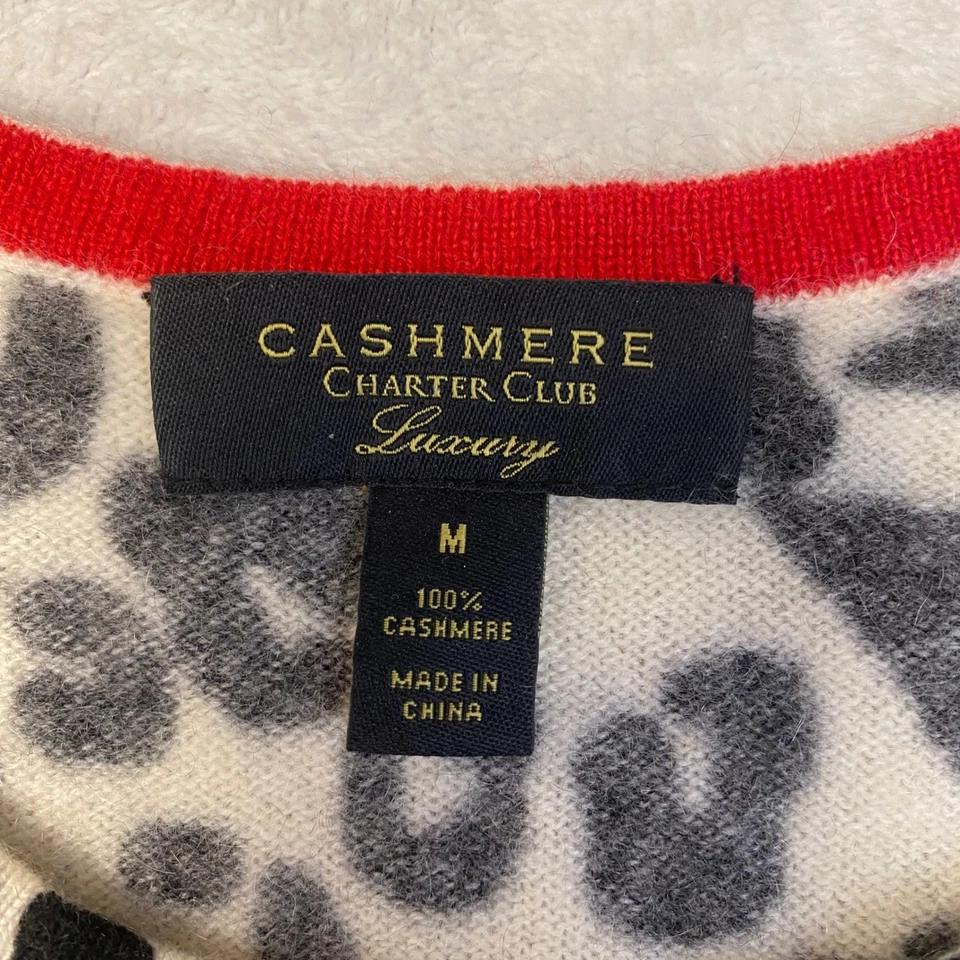 CASHMERE
CHARTER CLUB
Luxury
M
100%
CASHMERE
MADE IN
CHINA